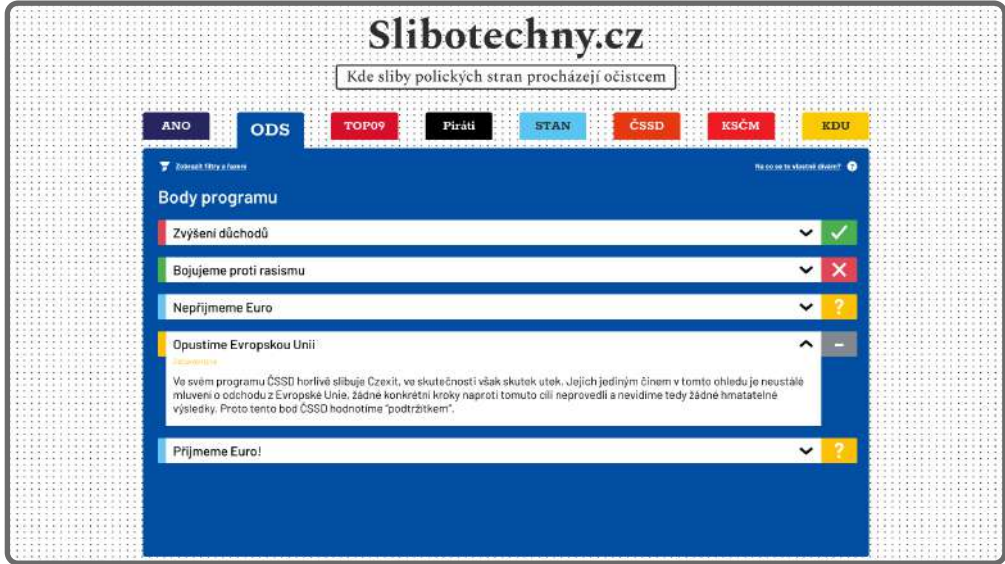 Slibotechny.cz
Kde sliby polických stran procházejí očistcem
ANO
ODS
TOP09
Piráti
STAN
ČSSD
KSČM
KDU
Zobrazit filtry a řazení
Na co se to vlastně dívám? ?
Body programu
Zvýšení důchodů
Bojujeme proti rasismu
Nepřijmeme Euro
?
Opustíme Evropskou Unii
Ve svém programu ČSSD horlivě slibuje Czexit, ve skutečnosti však skutek utek. Jejich jediným činem v tomto ohledu je neustálé
mluvení o odchodu z Evropské Unie, žádné konkrétní kroky naproti tomuto cíli neprovedli a nevidíme tedy žádné hmatatelné
výsledky. Proto tento bod ČSSD hodnotíme "podtržítkem".
Přijmeme Euro!
?